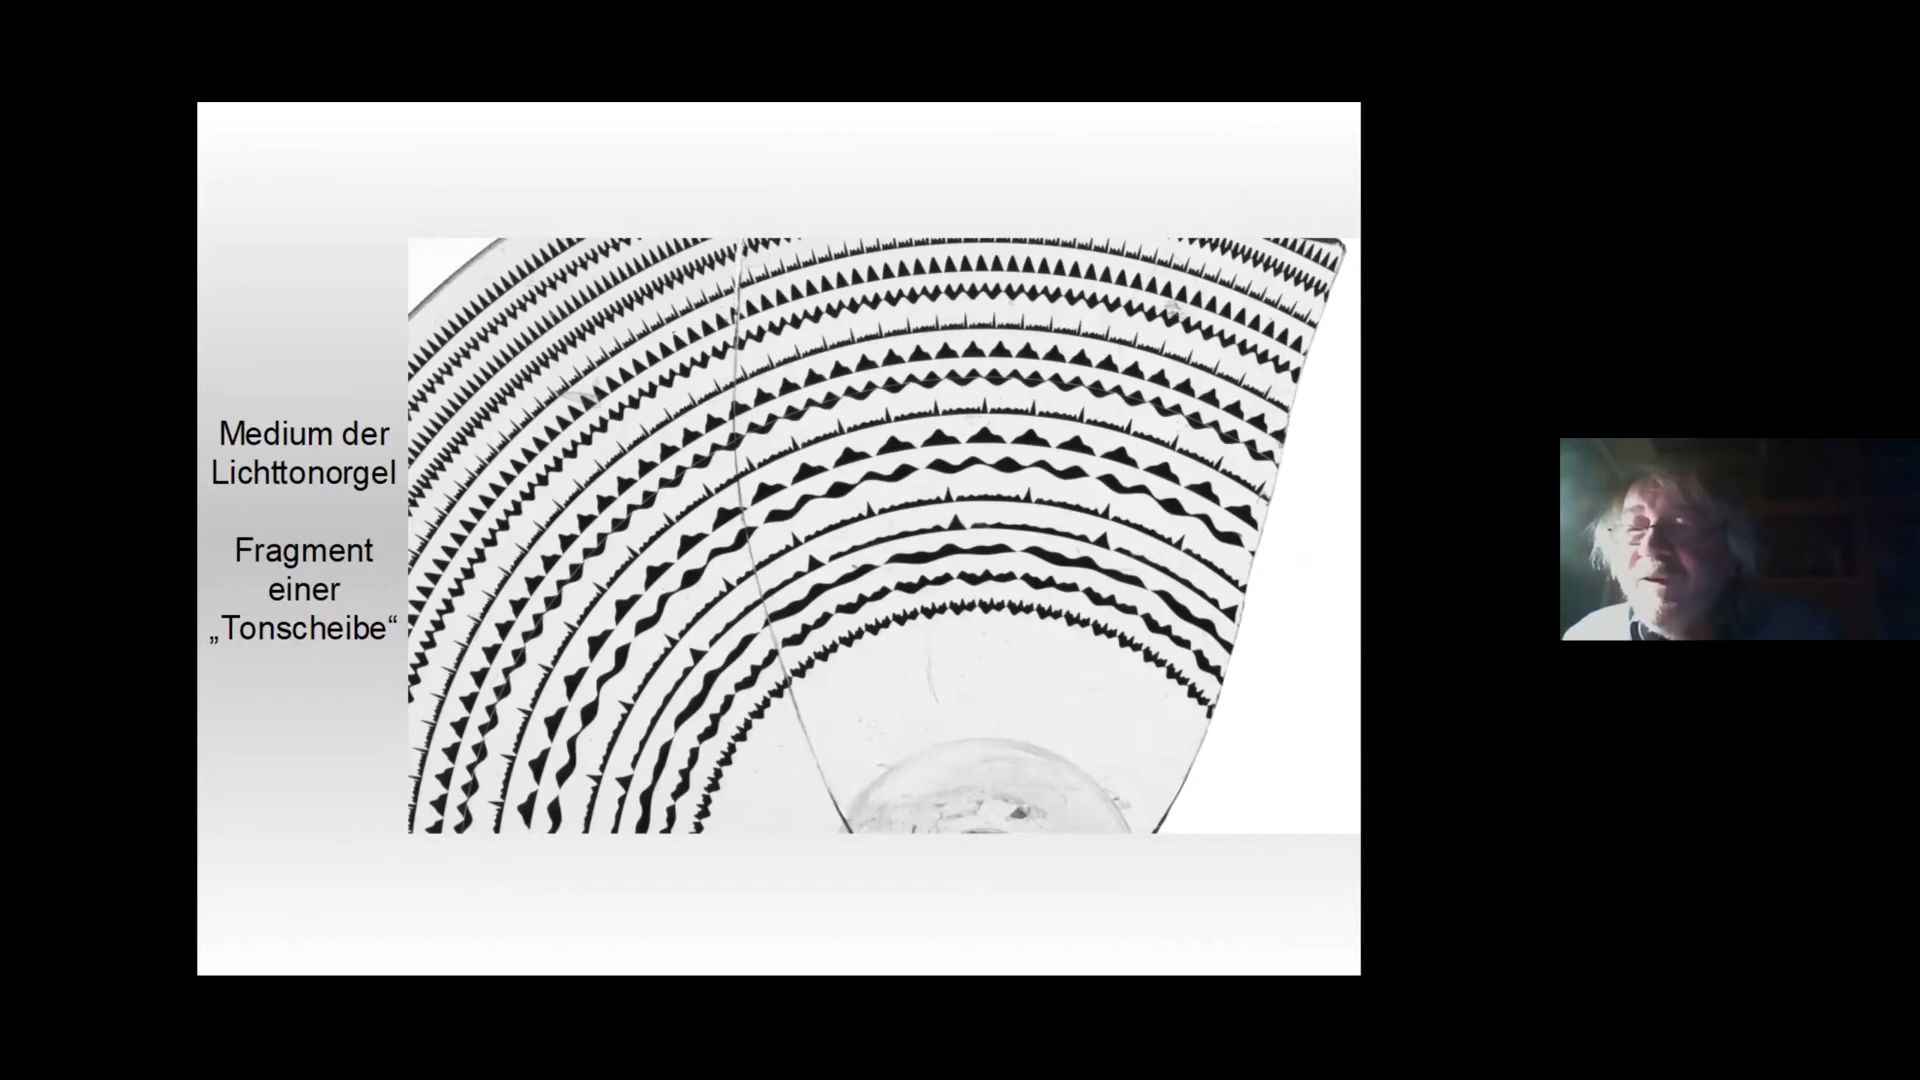 Medium der
Lichttonorgel
Fragment
einer
„Tonscheibe“